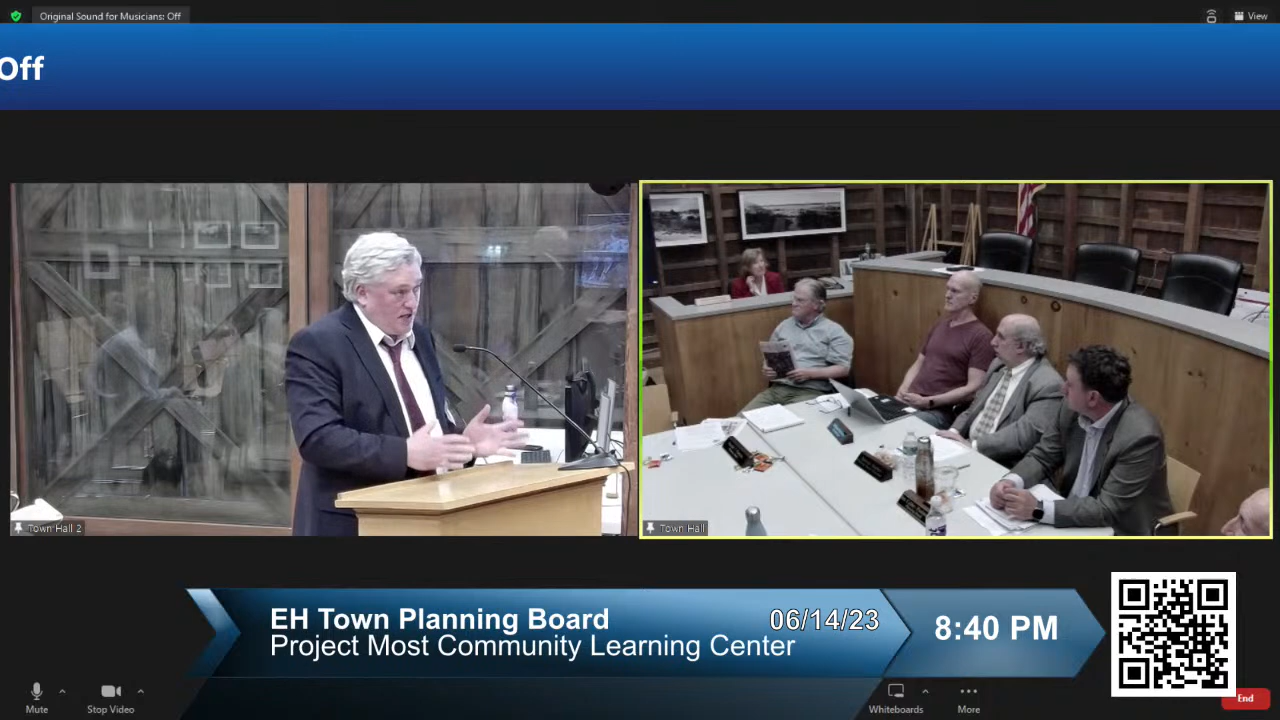 Original Sound for Musicians: Off
View
Off
Town Hall 2
Town Hall
EH Town Planning Board
06/14/23
Project Most Community Learning Center
8:40 PM
Mute
Stop Video
Whiteboards
More
End